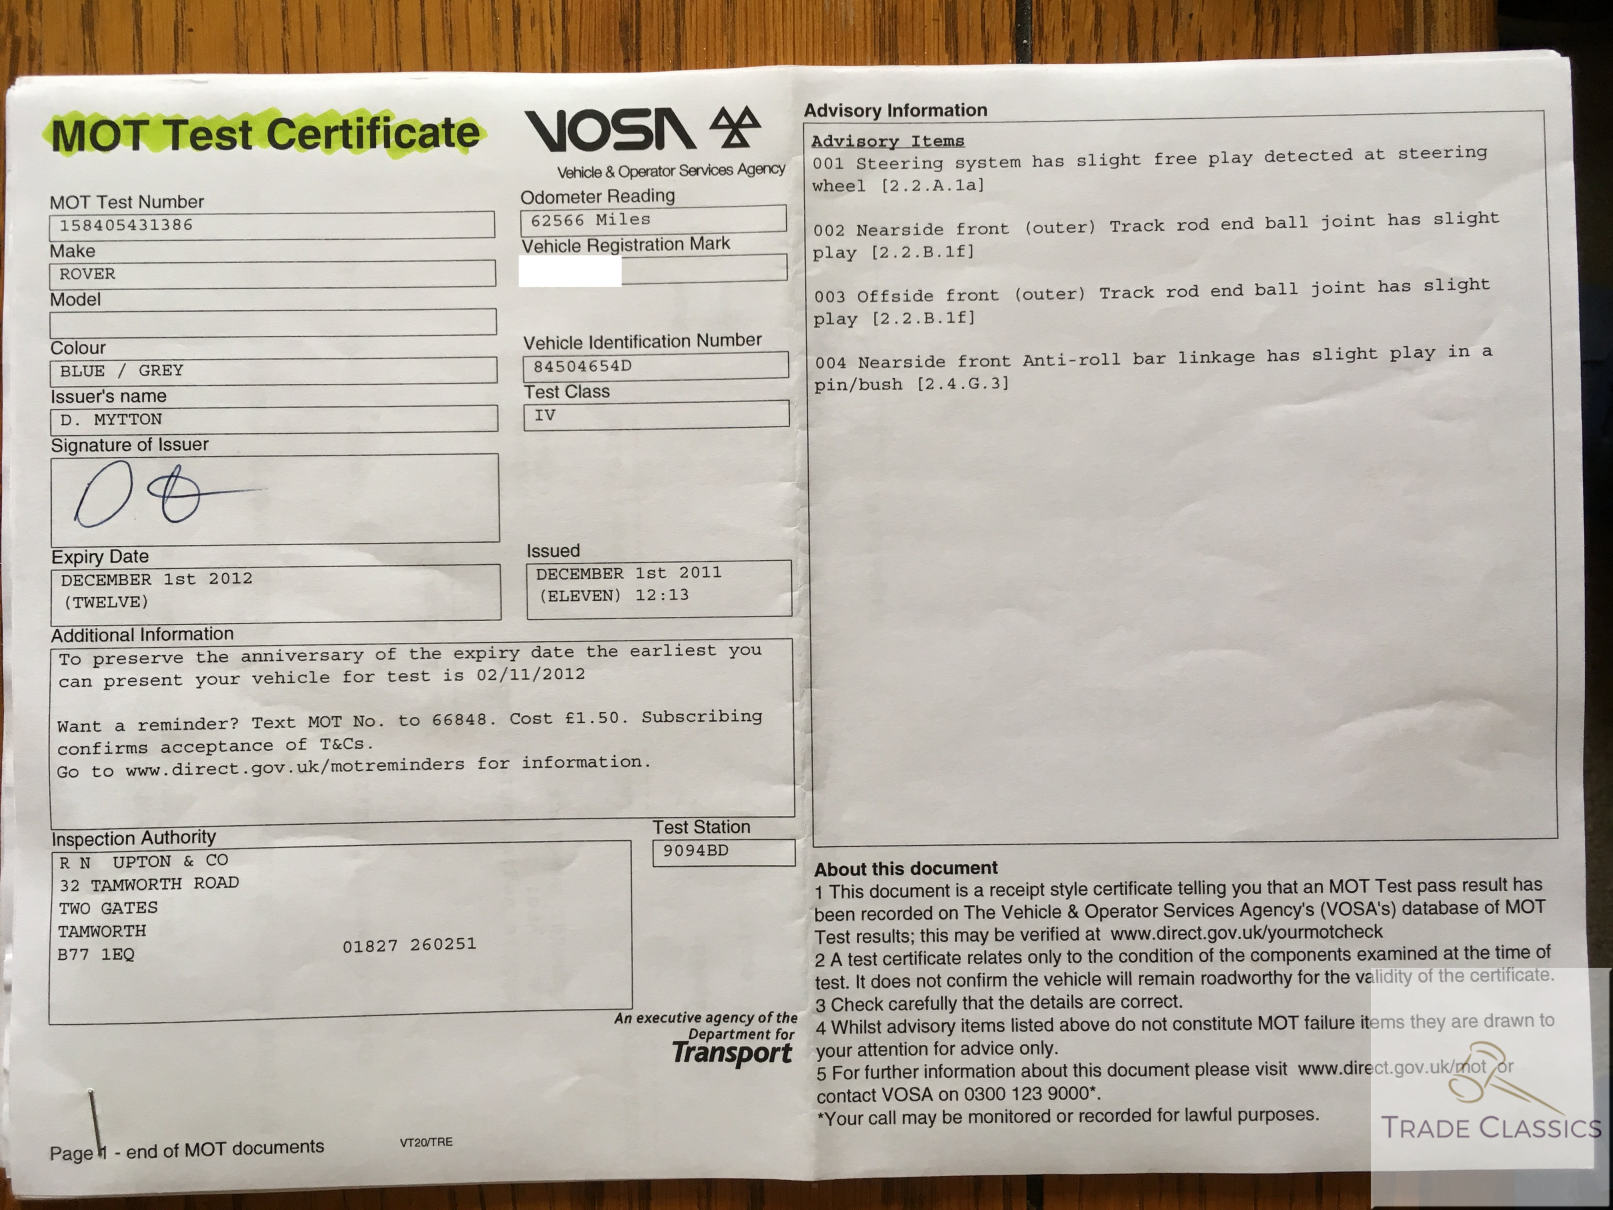 MOT Test Certificate
VOSA
Vehicle & Operator Services Agency
MOT Test Number
158405431386
Make
ROVER
Model
Colour
BLUE / GREY
Issuer's name
D. MYTTON
Signature of Issuer
Odometer Reading
62566 Miles
Vehicle Registration Mark
Vehicle Identification Number
84504654D
Test Class
IV
Expiry Date
DECEMBER 1st 2012
(TWELVE)
Issued
DECEMBER 1st 2011
(ELEVEN) 12:13
Additional Information
To preserve the anniversary of the expiry date the earliest you
can present your vehicle for test is 02/11/2012
Want a reminder? Text MOT No. to 66848. Cost £1.50. Subscribing
confirms acceptance of T&Cs.
Go to www.direct.gov.uk/motreminders for information.
Inspection Authority
R N  UPTON & CO
32 TAMWORTH ROAD
TWO GATES
TAMWORTH
B77 1EQ
01827 260251
Test Station
9094BD
An executive agency of the
Department for
Transport
Page 1 - end of MOT documents
VT20/TRE
Advisory Information
Advisory Items
001 Steering system has slight free play detected at steering
wheel [2.2.A.1a]
002 Nearside front (outer) Track rod end ball joint has slight
play [2.2.B.1f]
003 Offside front (outer) Track rod end ball joint has slight
play [2.2.B.1f]
004 Nearside front Anti-roll bar linkage has slight play in a
pin/bush [2.4.G.3]
About this document
1 This document is a receipt style certificate telling you that an MOT Test pass result has
been recorded on The Vehicle & Operator Services Agency's (VOSA's) database of MOT
Test results; this may be verified at www.direct.gov.uk/yourmotcheck
2 A test certificate relates only to the condition of the components examined at the time of
test. It does not confirm the vehicle will remain roadworthy for the validity of the certificate.
3 Check carefully that the details are correct.
4 Whilst advisory items listed above do not constitute MOT failure items they are drawn to
your attention for advice only.
5 For further information about this document please visit www.direct.gov.uk/mot or
contact VOSA on 0300 123 9000*.
*Your call may be monitored or recorded for lawful purposes.
TRADE CLASSICS